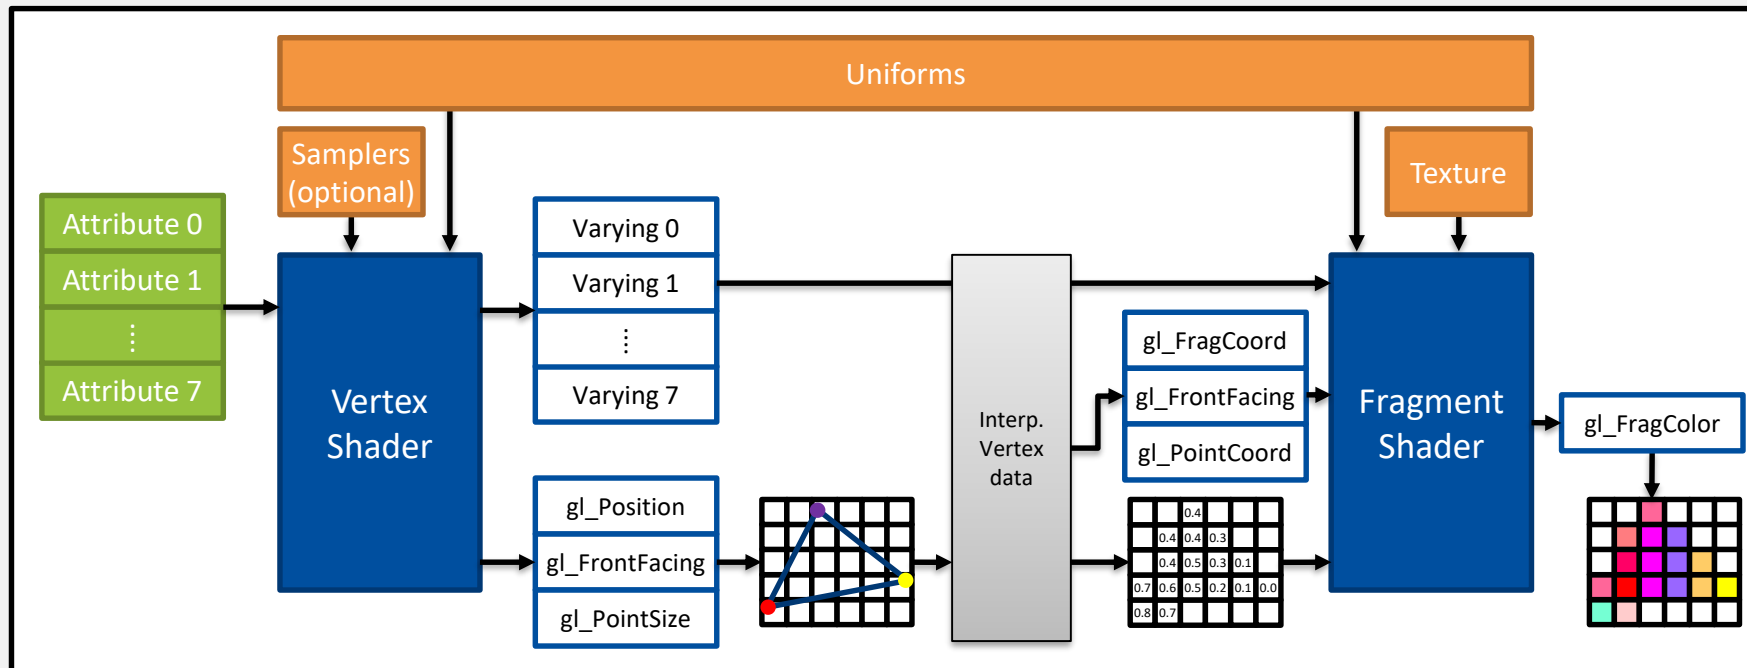 Uniforms
Samplers
(optional)
Texture
Attribute 0
Attribute 1
⋮
Attribute 7
Vertex
Shader
Varying 0
Varying 1
⋮
Varying 7
gl_Position
gl_FrontFacing
gl_PointSize
Interp.
Vertex
data
gl_FragCoord
gl_FrontFacing
gl_PointCoord
0.4
0.4 0.4 0.3
0.4 0.5 0.3 0.1
0.7 0.6 0.5 0.2 0.1 0.0
0.8 0.7
Fragment
Shader
gl_FragColor